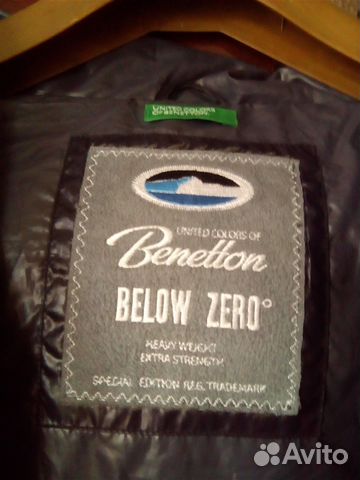 UNITED COLORS
OF BENETTON.
UNITED COLORS OF
Benetton
BELOW ZERO°
HEAVY WEIGHT
EXTRA STRENGTH
SPECIAL EDITION REG. TRADEMARK
Avito